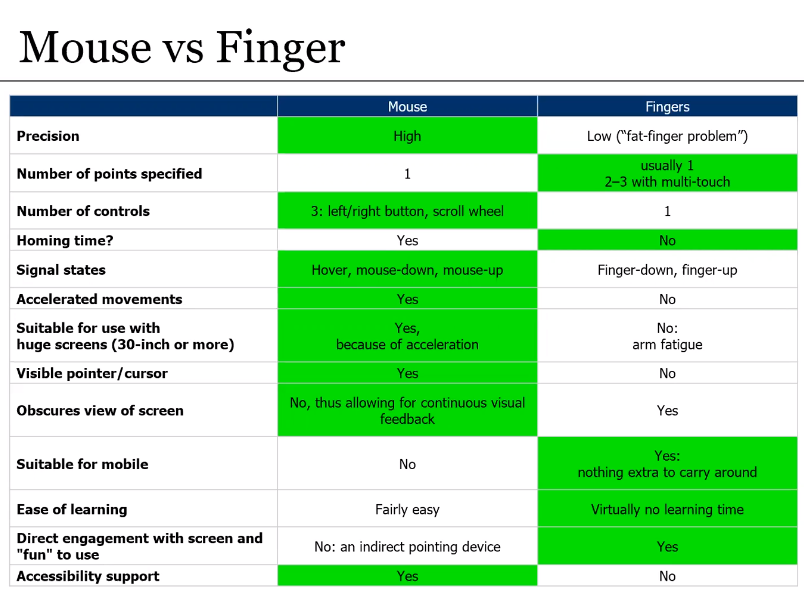 Mouse vs Finger
Mouse Fingers
Precision High Low (“fat-finger problem”)
Number of points specified 1 usually 1
2–3 with multi-touch
Number of controls 3: left/right button, scroll wheel 1
Homing time? Yes No
Signal states Hover, mouse-down, mouse-up Finger-down, finger-up
Accelerated movements Yes No
Suitable for use with
huge screens (30-inch or more)
Yes,
because of acceleration
No:
arm fatigue
Visible pointer/cursor Yes No
Obscures view of screen
No, thus allowing for continuous visual
feedback
Yes
Suitable for mobile No
Yes:
nothing extra to carry around
Ease of learning Fairly easy Virtually no learning time
Direct engagement with screen and
"fun" to use
No: an indirect pointing device Yes
Accessibility support Yes No